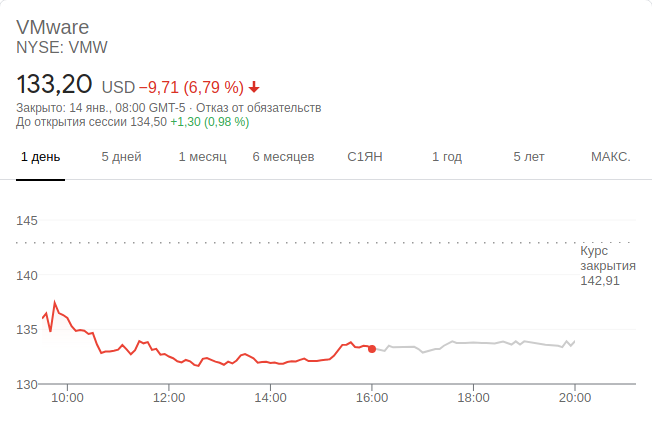 VMware
NYSE: VMW
133,20 USD −9,71 (6,79 %)
Закрыто: 14 янв., 08:00 GMT-5 · Отказ от обязательств
До открытия сессии 134,50 +1,30 (0,98 %)
1 день 5 дней 1 месяц 6 месяцев С1ЯН 1 год 5 лет МАКС.
145
Курс
закрытия
142,91
140
135
130
10:00 12:00 14:00 16:00 18:00 20:00